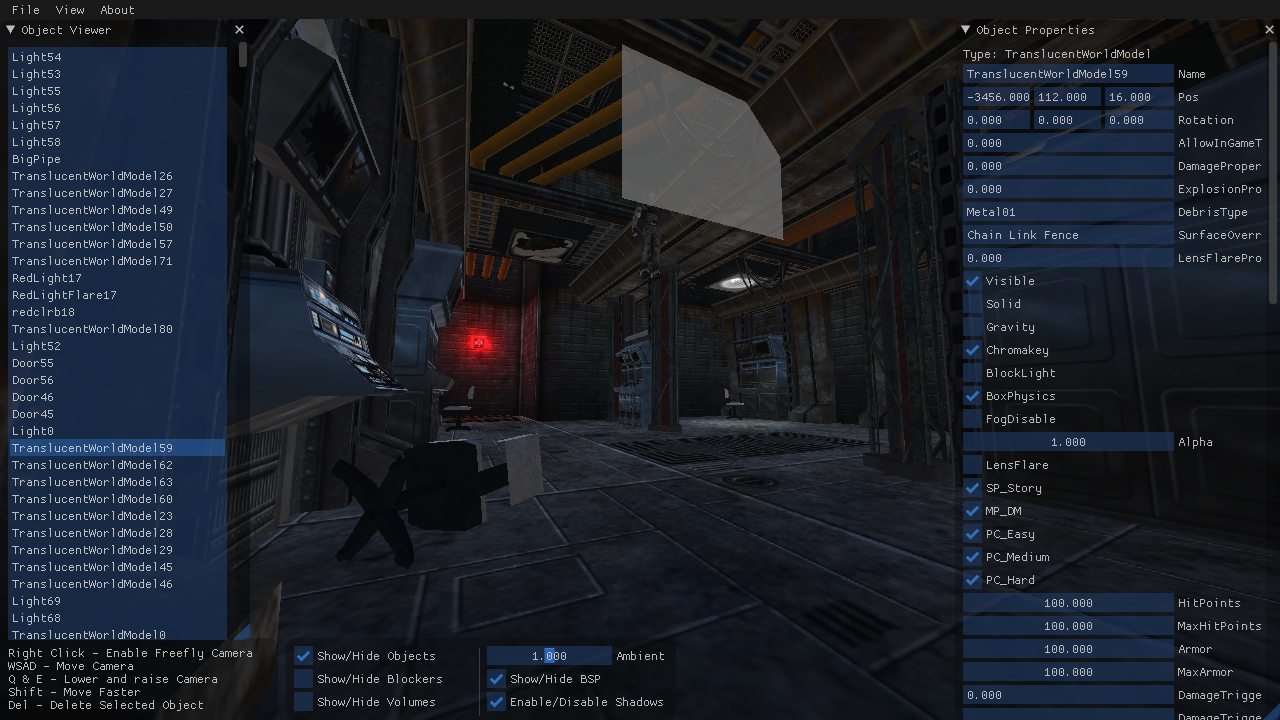 File View About
Object Viewer
Light54
Light53
Light55
Light56
Light57
Light58
BigPipe
TranslucentWorldModel26
TranslucentWorldModel27
TranslucentWorldModel49
TranslucentWorldModel50
TranslucentWorldModel57
TranslucentWorldModel71
RedLight17
RedLightFlare17
redclrb18
TranslucentWorldModel80
Light52
Door55
Door56
Door46
Door45
Light0
TranslucentWorldModel59
TranslucentWorldModel62
TranslucentWorldModel63
TranslucentWorldModel60
TranslucentWorldModel23
TranslucentWorldModel28
TranslucentWorldModel29
TranslucentWorldModel45
TranslucentWorldModel46
Light69
Light68
TranslucentWorldModel0
Right Click - Enable Freefly Camera
WSAD - Move Camera
Q & E - Lower and raise Camera
Shift - Move Faster
Del - Delete Selected Object
Show/Hide Objects
Show/Hide Blockers
Show/Hide Volumes
1.000 Ambient
Show/Hide BSP
Enable/Disable Shadows
Object Properties
Type: TranslucentWorldModel
TranslucentWorldModel59 Name
-3456.000 112.000 16.000 Pos
0.000 0.000 0.000 Rotation
0.000 AllowInGameT
0.000 DamageProper
0.000 ExplosionPro
Metal01 DebrisType
Chain Link Fence SurfaceOverr
0.000 LensFlarePro
Visible
Solid
Gravity
Chromakey
BlockLight
BoxPhysics
FogDisable
1.000 Alpha
LensFlare
SP_Story
MP_DM
PC_Easy
PC_Medium
PC_Hard
100.000 HitPoints
100.000 MaxHitPoints
100.000 Armor
100.000 MaxArmor
0.000 DamageTrigge
DamageTrigge